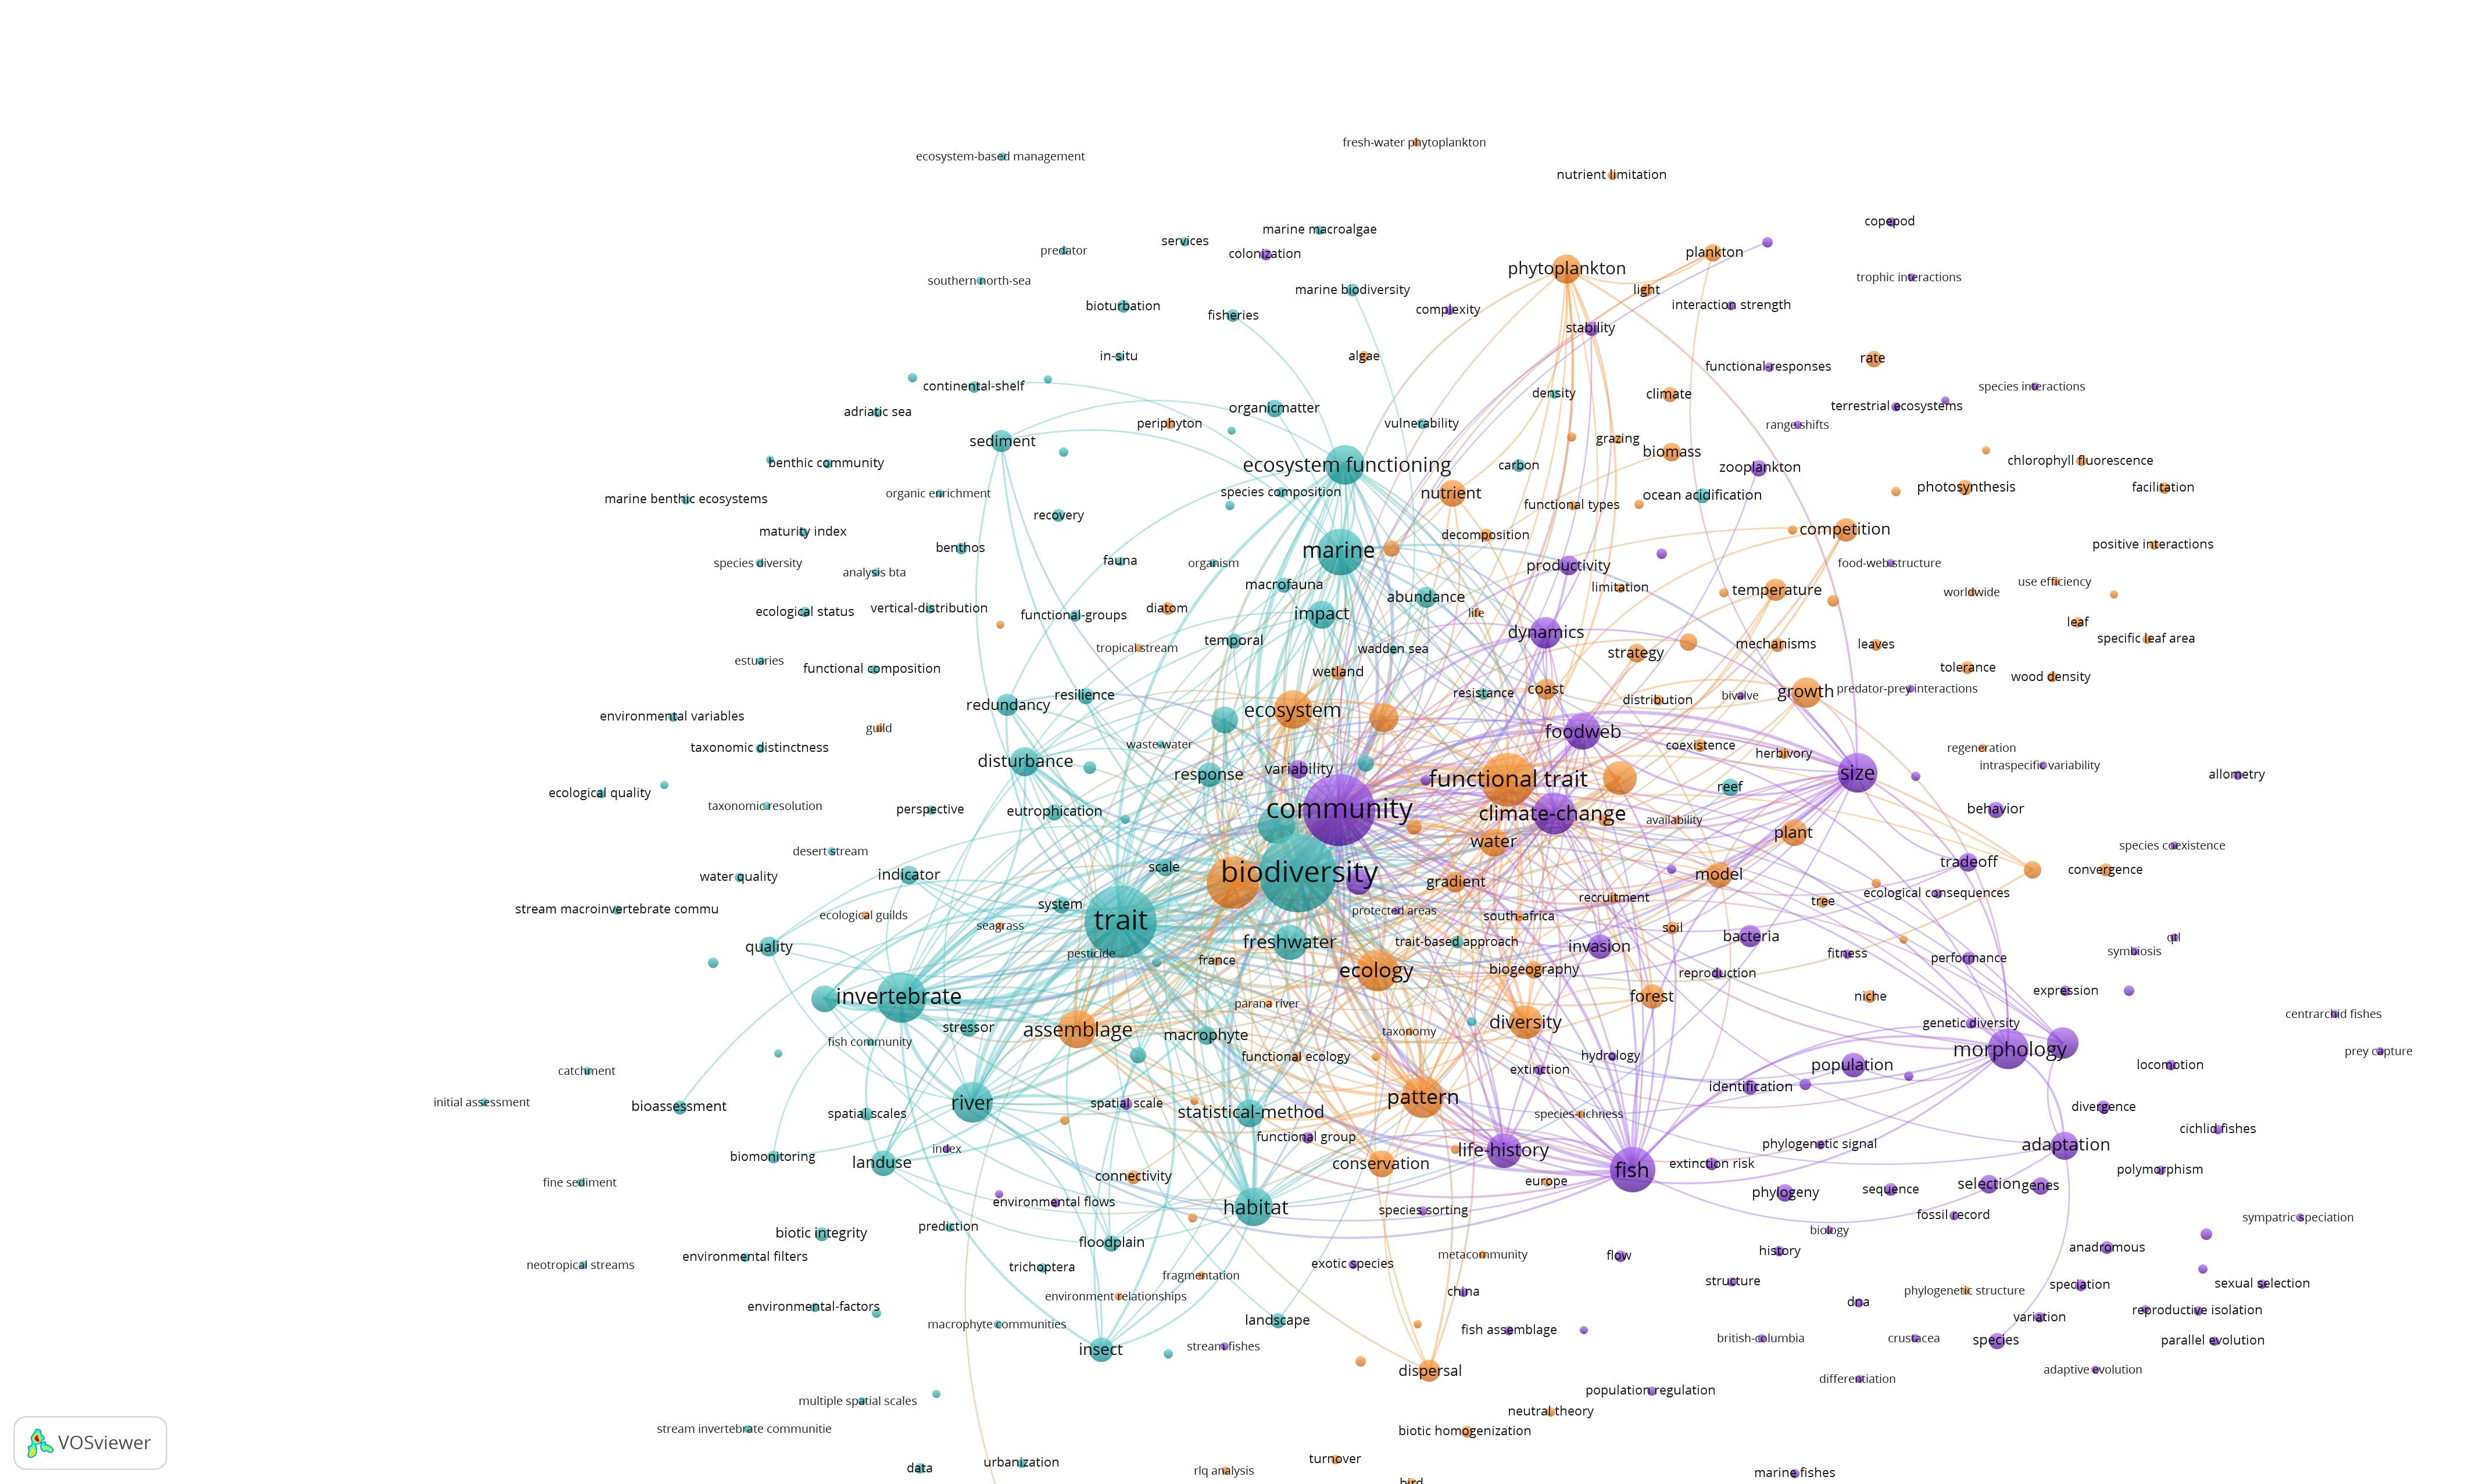 fresh-water phytoplankton
ecosystem-based management
nutrient limitation
copepod
marine macroalgae
services
predator
colonization
plankton
phytoplankton
trophic interactions
southern north-sea
marine biodiversity
light
bioturbation
interaction strength
complexity
fisheries
stability
in-situ
algae
rate
functional-responses
continental-shelf
species interactions
density
climate
adriatic sea
organicmatter
terrestrial ecosystems
periphyton
vulnerability
range shifts
sediment
grazing
biomass
benthic community
ecosystem functioning
carbon
zooplankton
chlorophyll fluorescence
marine benthic ecosystems
organic enrichment
species composition
nutrient
ocean acidification
photosynthesis
facilitation
functional types
recovery
maturity index
competition
decomposition
benthos
marine
positive interactions
species diversity
analysis bta
fauna
organism
productivity
food-web structure
macrofauna
limitation
use efficiency
temperature
worldwide
abundance
ecological status
vertical-distribution
functional-groups
diatom
impact
life
leaf
dynamics
specific leaf area
temporal
tropical stream
wadden sea
strategy
mechanisms
leaves
estuaries
functional composition
wetland
tolerance
wood density
redundancy
resilience
resistance
coast
distribution
bivalve
growth
predator-prey interactions
environmental variables
ecosystem
guild
foodweb
taxonomic distinctness
waste-water
coexistence
herbivory
regeneration
disturbance
response
variability
functional trait
size
intraspecific variability
allometry
ecological quality
reef
taxonomic resolution
perspective
eutrophication
community
climate-change
availability
behavior
plant
desert stream
water
species coexistence
scale
tradeoff
water quality
indicator
biodiversity
gradient
model
convergence
ecological consequences
recruitment
stream macroinvertebrate commu
ecological guilds
system
trait
protected areas
south-africa
tree
seagrass
soil
quality
pesticide
freshwater
trait-based approach
invasion
bacteria
qtl
fitness
symbiosis
france
ecology
biogeography
reproduction
performance
invertebrate
parana river
forest
niche
expression
stressor
assemblage
macrophyte
taxonomy
diversity
genetic diversity
centrarchid fishes
fish community
functional ecology
hydrology
morphology
prey capture
catchment
extinction
population
locomotion
initial assessment
bioassessment
river
spatial scales
spatial scale
statistical-method
pattern
species-richness
identification
divergence
functional group
phylogenetic signal
cichlid fishes
index
adaptation
biomonitoring
landuse
connectivity
conservation
life-history
fish
extinction risk
polymorphism
fine sediment
europe
phylogeny
sequence
selection
genes
environmental flows
habitat
species sorting
fossil record
sympatric speciation
prediction
biotic integrity
biology
floodplain
anadromous
environmental filters
metacommunity
flow
history
neotropical streams
trichoptera
fragmentation
exotic species
structure
speciation
sexual selection
environment relationships
china
phylogenetic structure
dna
environmental-factors
reproductive isolation
macrophyte communities
landscape
variation
fish assemblage
british-columbia
crustacea
species
parallel evolution
insect
stream fishes
dispersal
adaptive evolution
differentiation
population regulation
multiple spatial scales
neutral theory
stream invertebrate communitie
biotic homogenization
VOSviewer
turnover
urbanization
data
rlq analysis
marine fishes
bird